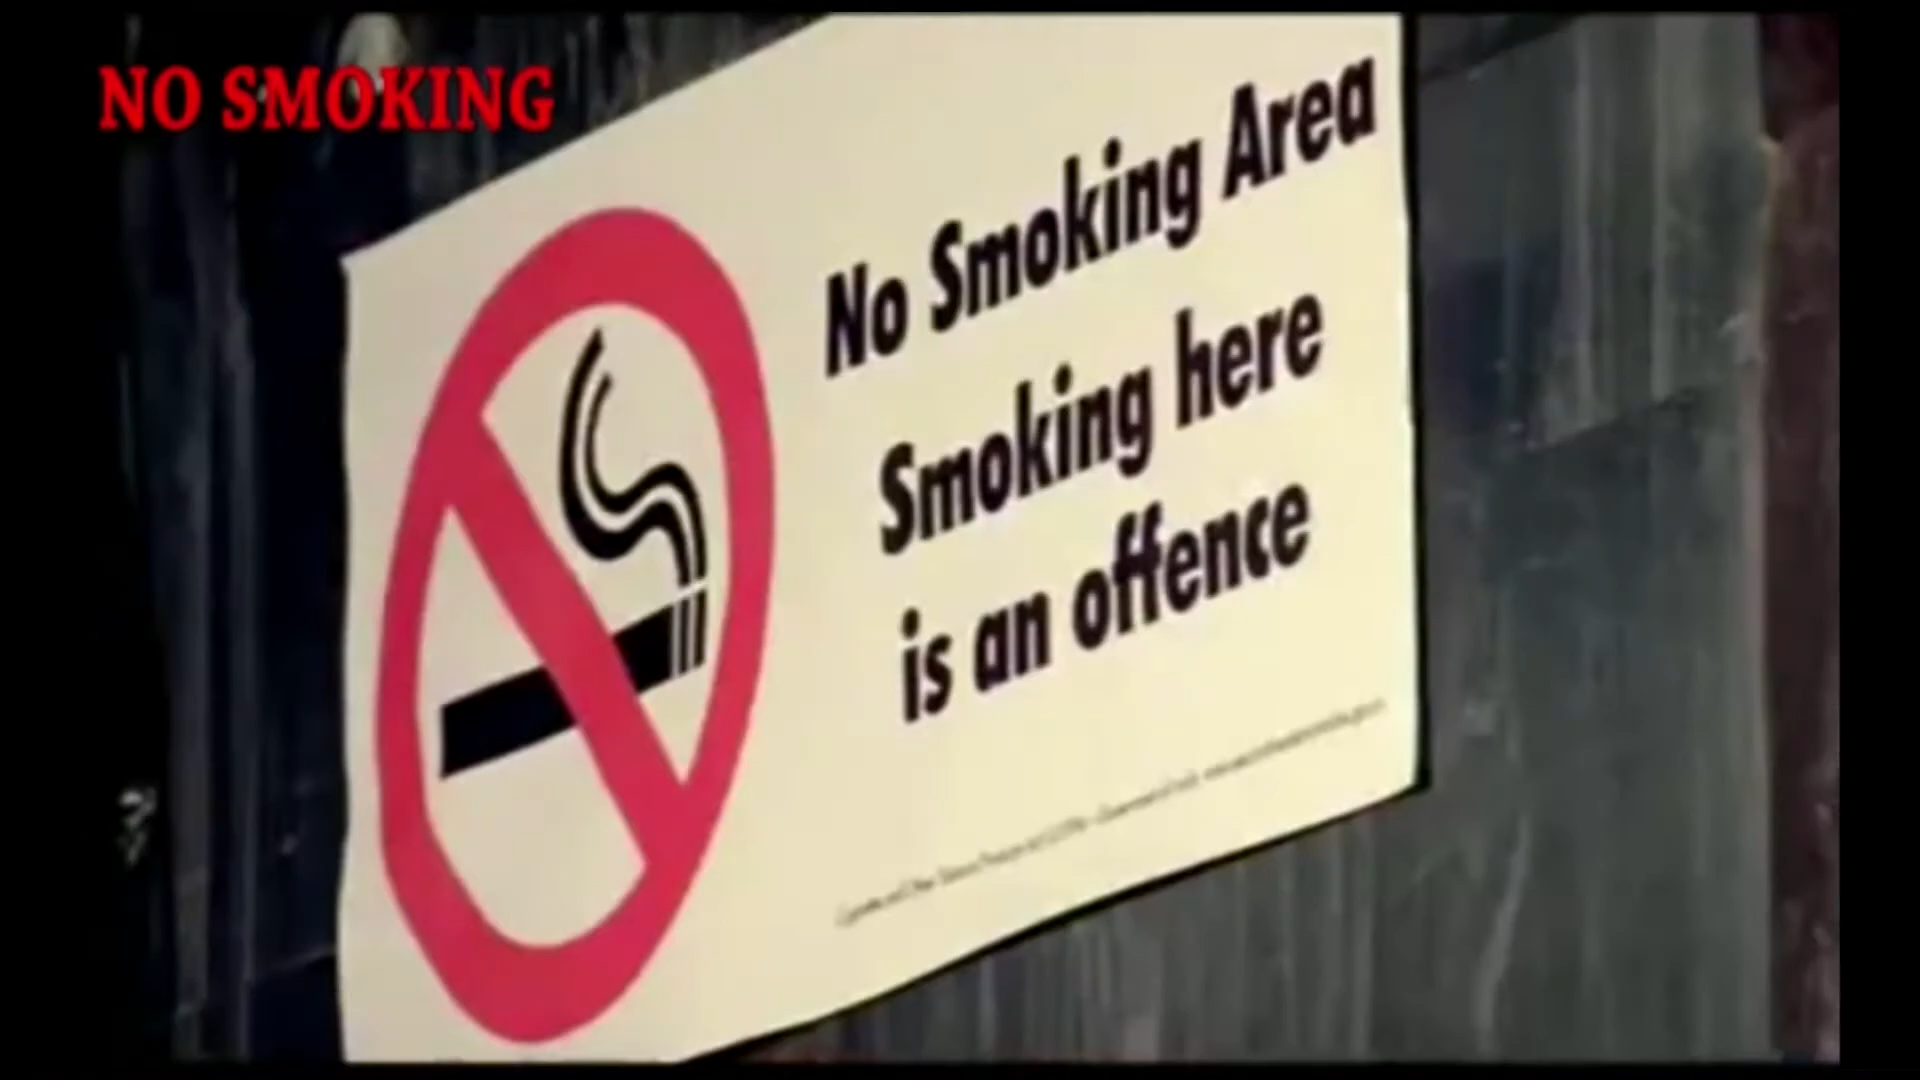 NO SMOKING
No Smoking Area
Smoking here
is an offence